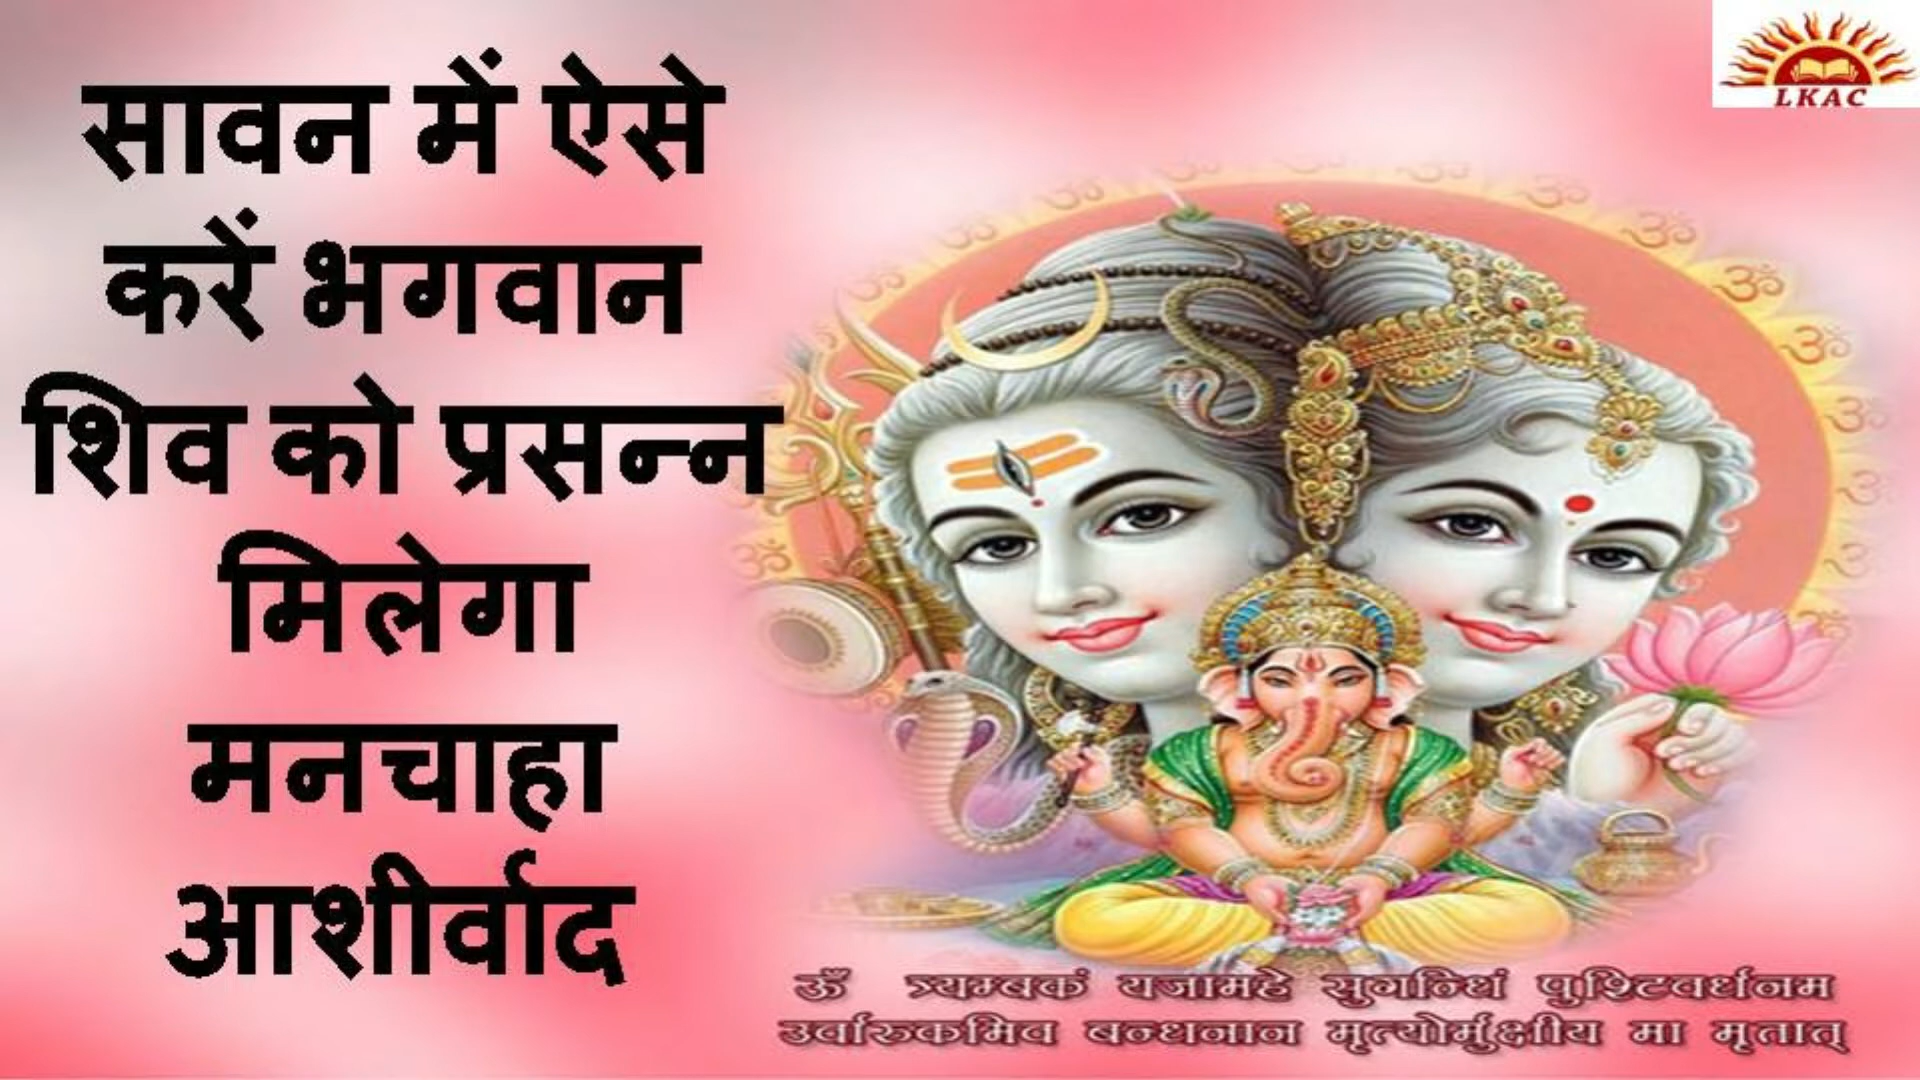 सावन में ऐसे
करें भगवान
शिव को प्रसन्न
मिलेगा
मनचाहा
आशीर्वाद
LKAC
ॐ त्र्यम्बकं यजामहे सुगन्धिं पुश्टिवर्धनम
उर्वारुकमिव बन्धनान मृत्योर्मुक्षीय मा मृतात्